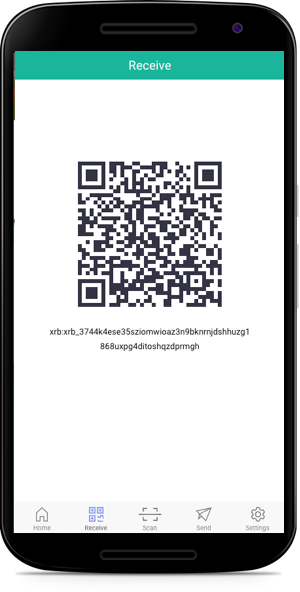 Receive
xrb:xrb_3744k4ese35sziomwioaz3n9bknrnjdshhuzg1
868uxpg4ditoshqzdprmgh
Home Receive Scan Send Settings